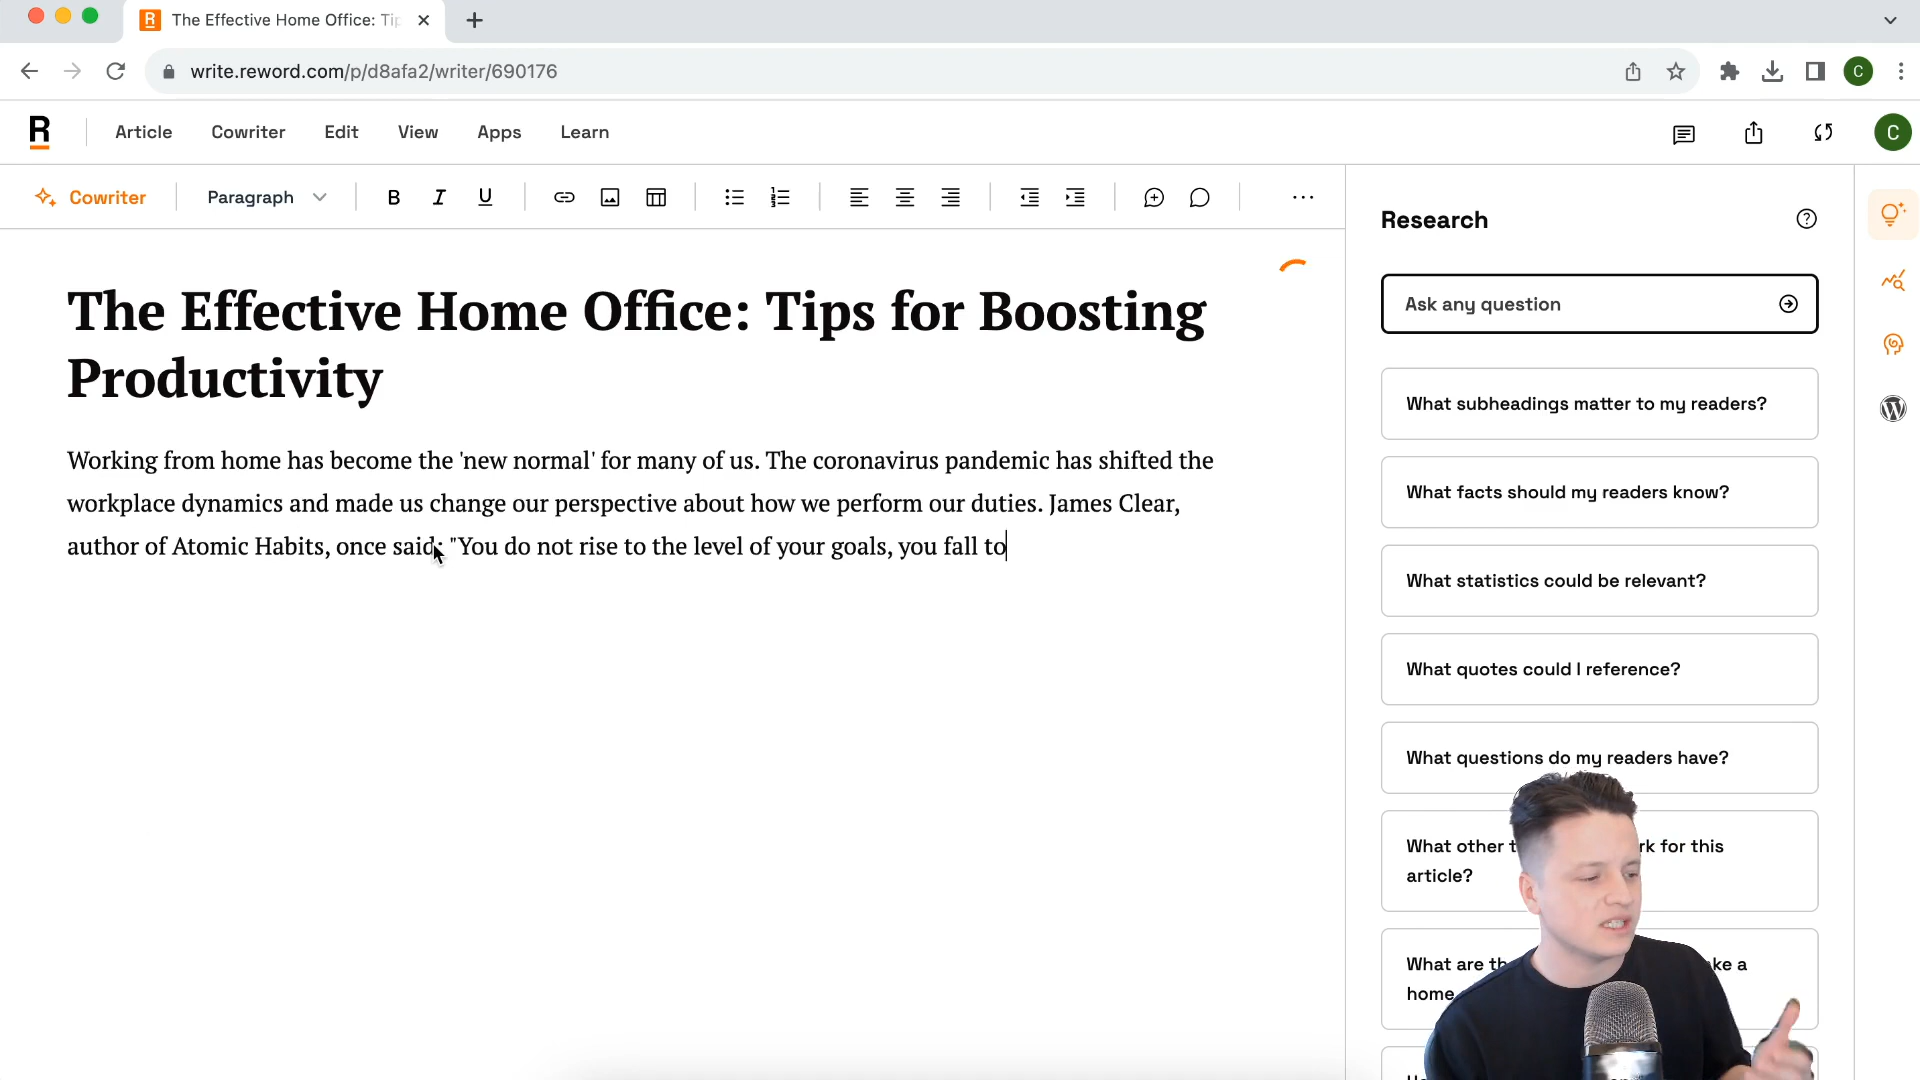 The Effective Home Office: Tip
write.reword.com/p/d8afa2/writer/690176
C
R
Article
Cowriter
Edit
View
Apps
Learn
C
Cowriter
Paragraph
B
I
U
The Effective Home Office: Tips for Boosting
Productivity
Working from home has become the 'new normal' for many of us. The coronavirus pandemic has shifted the
workplace dynamics and made us change our perspective about how we perform our duties. James Clear,
author of Atomic Habits, once said: "You do not rise to the level of your goals, you fall to
Research
Ask any question
What subheadings matter to my readers?
What facts should my readers know?
What statistics could be relevant?
What quotes could I reference?
What questions do my readers have?
What other for this
article?
What are a
home